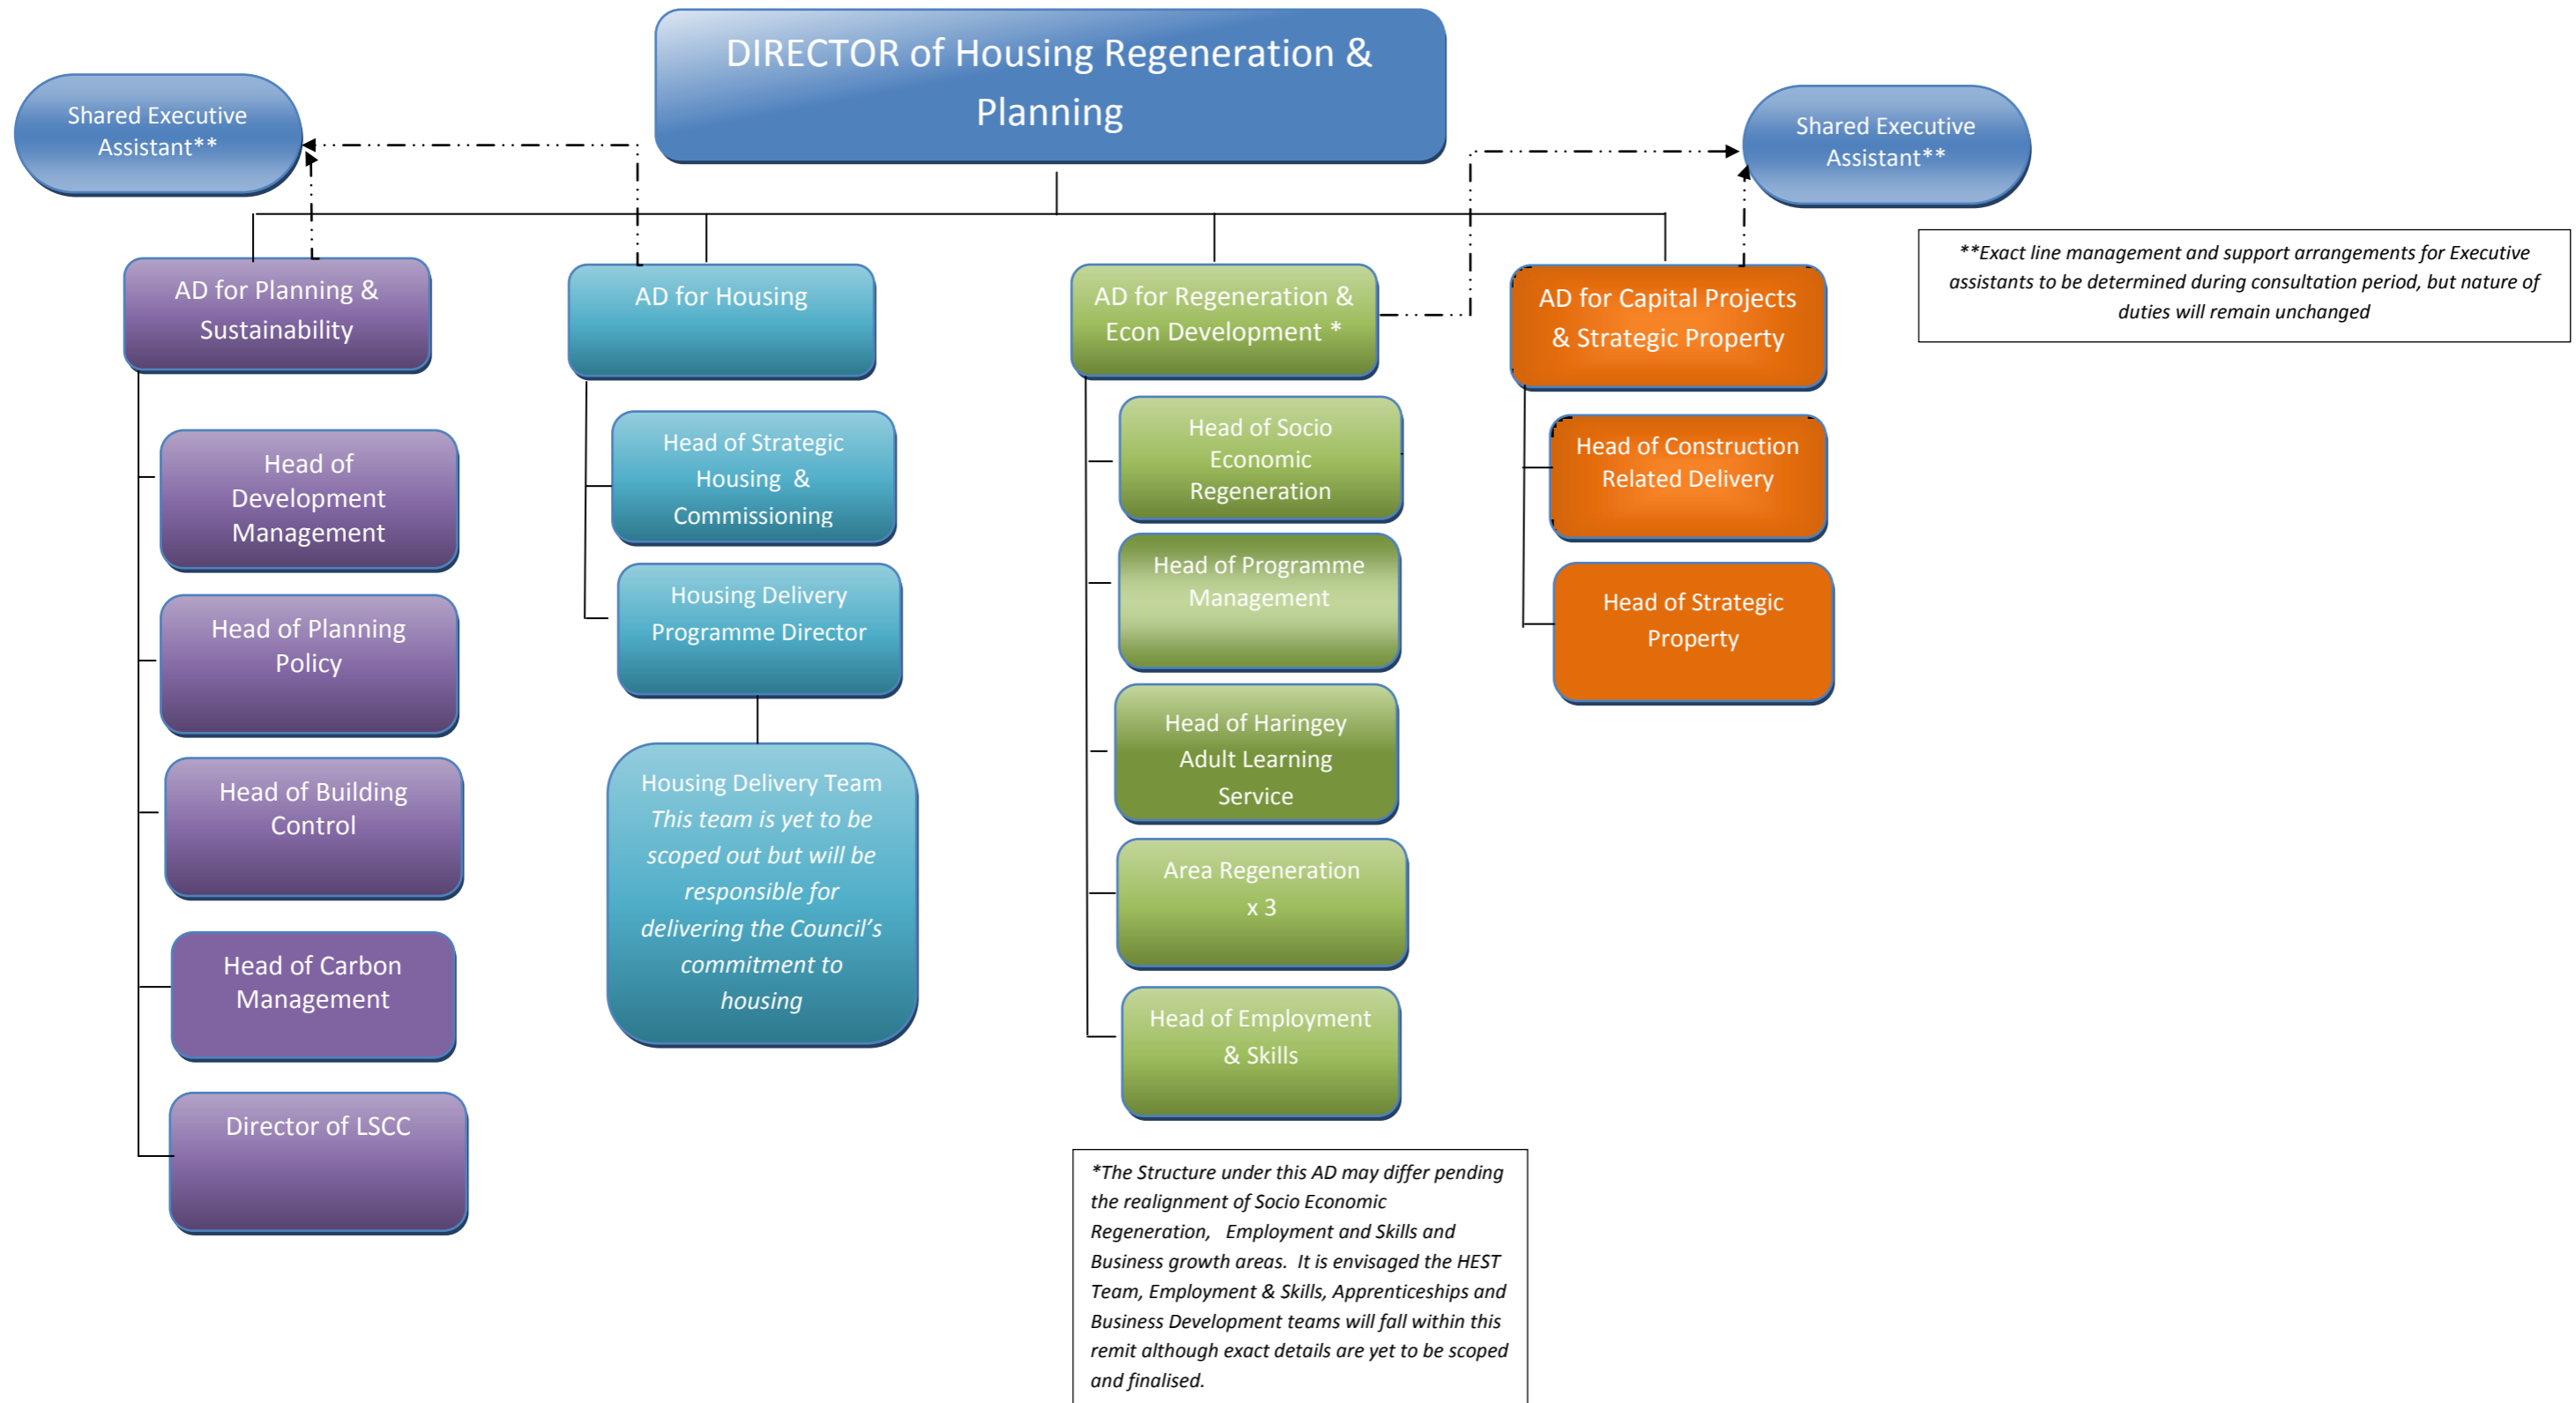 DIRECTOR of Housing Regeneration &
Planning
Shared Executive
Assistant**
Shared Executive
Assistant**
**Exact line management and support arrangements for Executive
assistants to be determined during consultation period, but nature of
duties will remain unchanged
AD for Planning &
Sustainability
Head of
Development
Management
Head of Planning
Policy
Head of Building
Control
Head of Carbon
Management
Director of LSCC
AD for Housing
Head of Strategic
Housing &
Commissioning
Housing Delivery
Programme Director
Housing Delivery Team
This team is yet to be
scoped out but will be
responsible for
delivering the Council’s
commitment to
housing
AD for Regeneration &
Econ Development *
Head of Socio
Economic
Regeneration
Head of Programme
Management
Head of Haringey
Adult Learning
Service
Area Regeneration
x 3
Head of Employment
& Skills
*The Structure under this AD may differ pending
the realignment of Socio Economic
Regeneration, Employment and Skills and
Business growth areas. It is envisaged the HEST
Team, Employment & Skills, Apprenticeships and
Business Development teams will fall within this
remit although exact details are yet to be scoped
and finalised.
AD for Capital Projects
& Strategic Property
Head of Construction
Related Delivery
Head of Strategic
Property